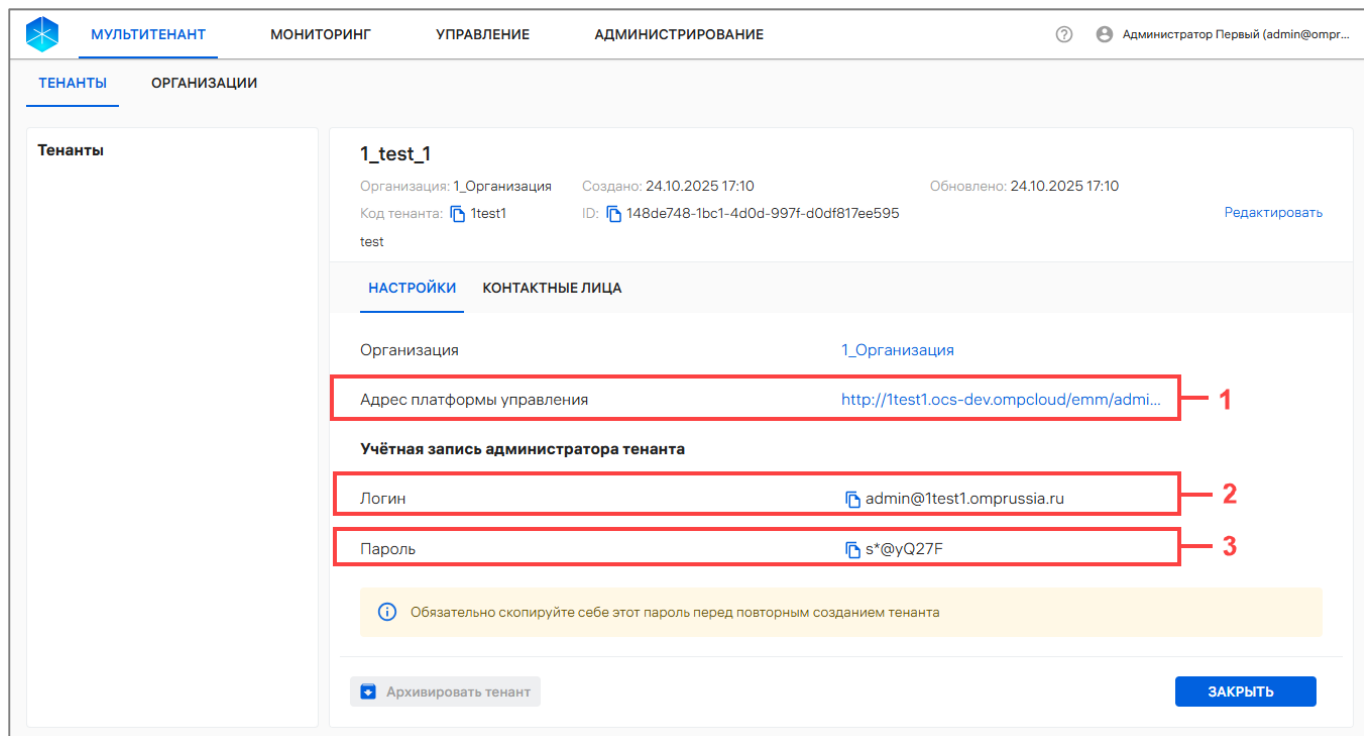 МУЛЬТИТЕНАНТ МОНИТОРИНГ УПРАВЛЕНИЕ АДМИНИСТРИРОВАНИЕ Администратор Первый (admin@ompr...
ТЕНАНТЫ ОРГАНИЗАЦИИ
Тенанты
1_test_1
Организация: 1_Организация Создано: 24.10.2025 17:10 Обновлено: 24.10.2025 17:10
Код тенанта: 1test1 ID: 148de748-1bc1-4d0d-997f-d0df817ee595 Редактировать
test
НАСТРОЙКИ КОНТАКТНЫЕ ЛИЦА
Организация 1_Организация
Адрес платформы управления http://1test1.ocs-dev.ompcloud/emm/admi... 1
Учётная запись администратора тенанта
Логин admin@1test1.omprussia.ru 2
Пароль s*@yQ27F 3
Обязательно скопируйте себе этот пароль перед повторным созданием тенанта
Архивировать тенант ЗАКРЫТЬ